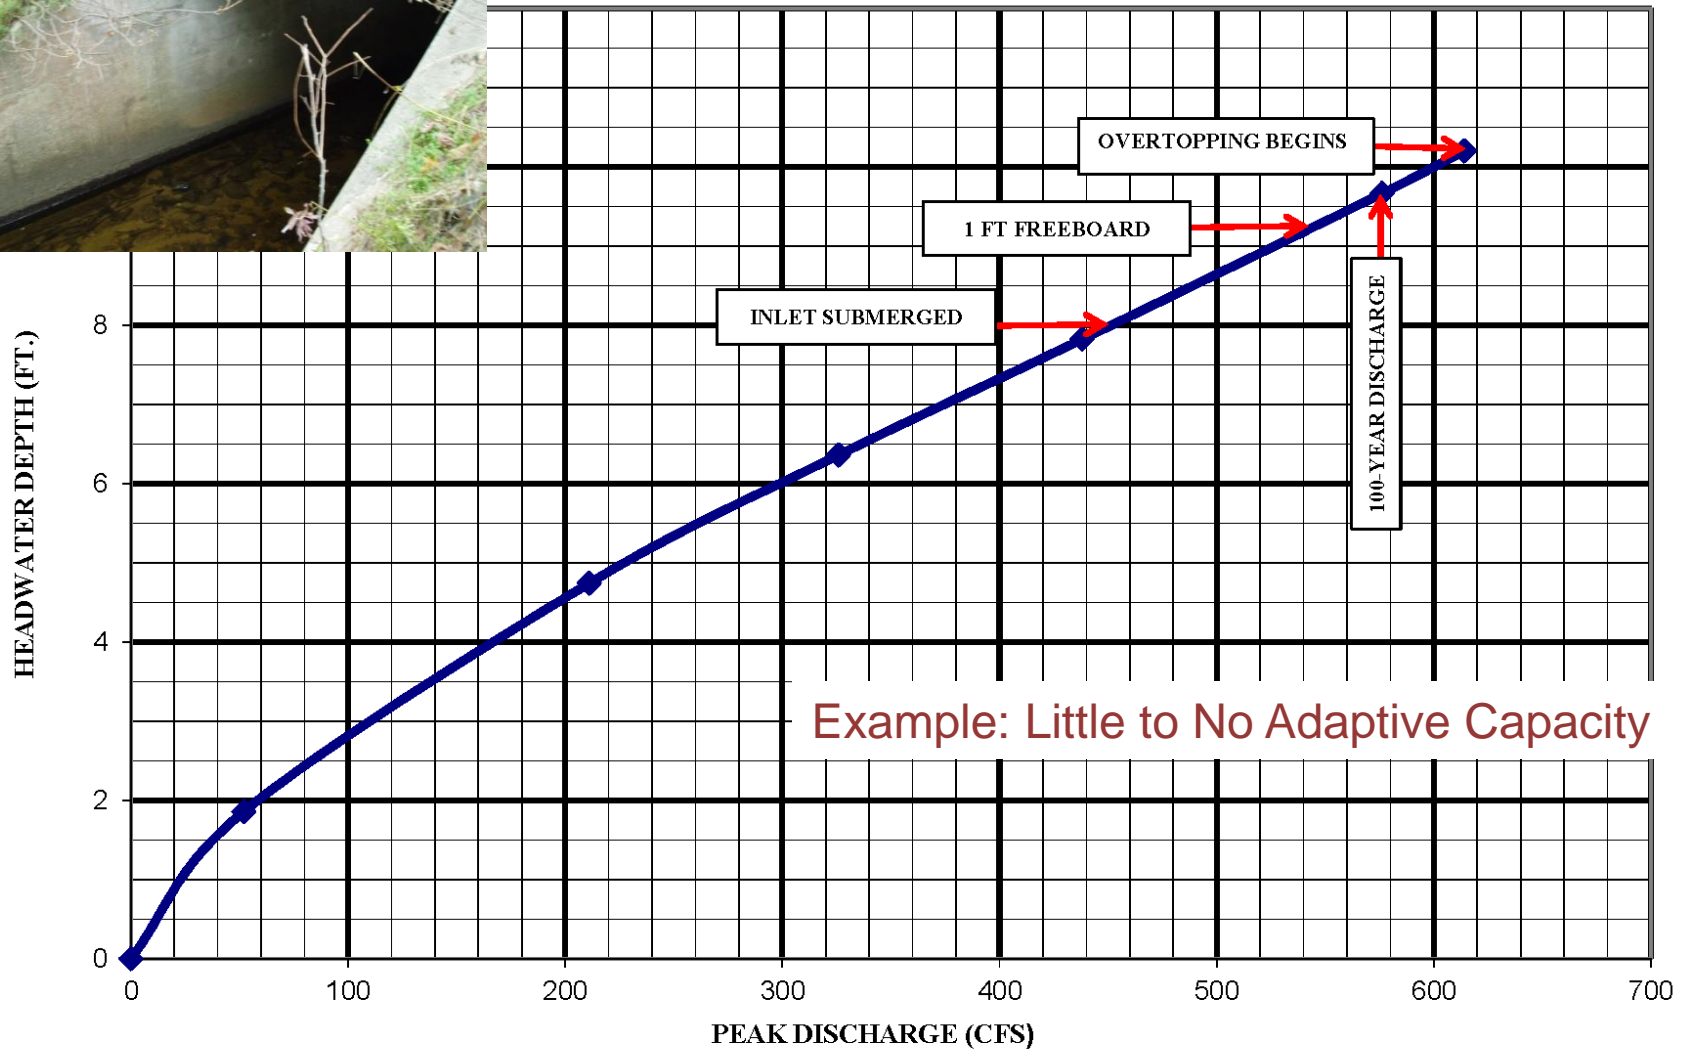 OVERTOPPING BEGINS
1 FT FREEBOARD
INLET SUBMERGED
100-YEAR DISCHARGE
HEADWATER DEPTH (FT.)
8
6
4
2
0
Example: Little to No Adaptive Capacity
0 100 200 300 400 500 600 700
PEAK DISCHARGE (CFS)